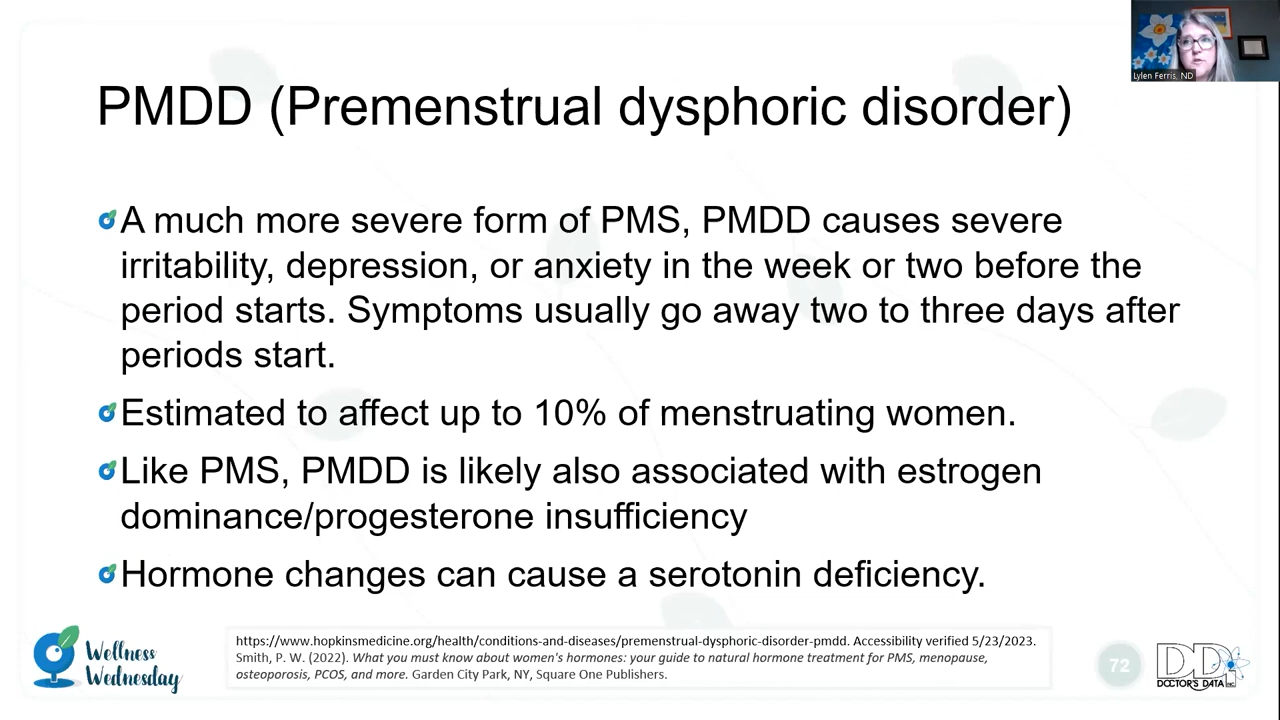 Lylen Ferris, ND
PMDD (Premenstrual dysphoric disorder)
A much more severe form of PMS, PMDD causes severe
irritability, depression, or anxiety in the week or two before the
period starts. Symptoms usually go away two to three days after
periods start.
Estimated to affect up to 10% of menstruating women.
Like PMS, PMDD is likely also associated with estrogen
dominance/progesterone insufficiency
Hormone changes can cause a serotonin deficiency.
Wellness
Wednesday
https://www.hopkinsmedicine.org/health/conditions-and-diseases/premenstrual-dysphoric-disorder-pmdd. Accessibility verified 5/23/2023.
Smith, P. W. (2022). What you must know about women's hormones: your guide to natural hormone treatment for PMS, menopause,
osteoporosis, PCOS, and more. Garden City Park, NY, Square One Publishers.
72
DDI
DOCTOR'S DATA INC.